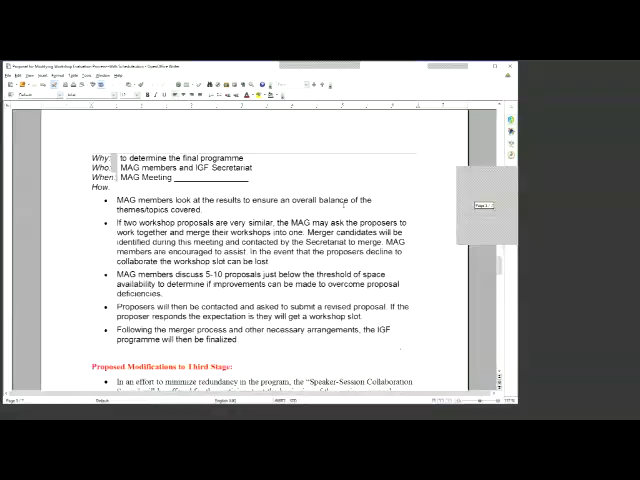 Proposal for Modifying Workshop Evaluation Process
Why: to determine the final programme
Who: MAG members and IGF Secretariat
When: MAG Meeting _______________
How:
• MAG members look at the results to ensure an overall balance of the
themes/topics covered.
• If two workshop proposals are very similar, the MAG may ask the proposers to
work together and merge their workshops into one. Merger candidates will be
identified during this meeting and contacted by the Secretariat to merge. MAG
members are encouraged to assist. In the event that the proposers decline to
collaborate the workshop slot can be lost
• MAG members discuss 5-10 proposals just below the threshold of space
availability to determine if improvements can be made to overcome proposal
deficiencies.
• Proposers will then be contacted and asked to submit a revised proposal. If the
proposer responds the expectation is they will get a workshop slot.
• Following the merger process and other necessary arrangements, the IGF
programme will then be finalized.
Proposed Modifications to Third Stage:
• In an effort to minimize redundancy in the program, the "Speaker-Session Collaboration